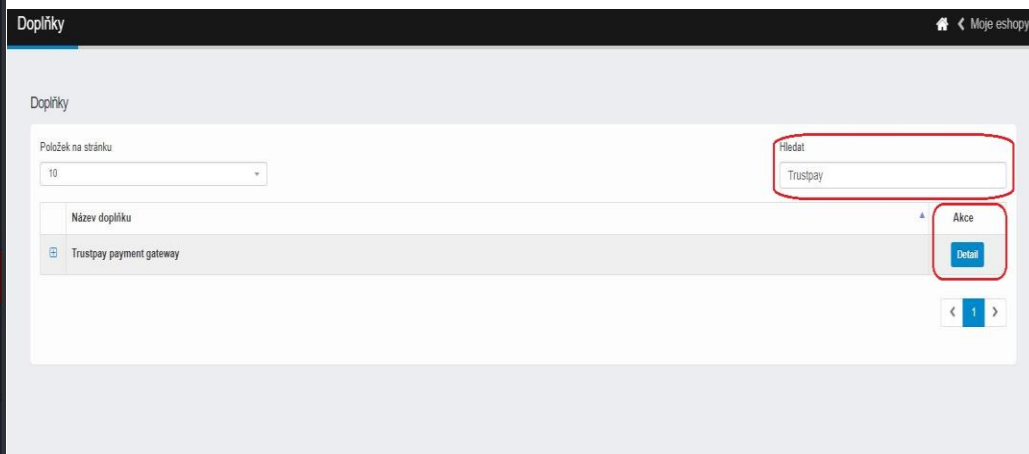 Doplňky
Moje eshopy
Doplňky
Položek na stránku
Hledat
10
Trustpay
Název doplňku
Akce
Trustpay payment gateway
Detail
1